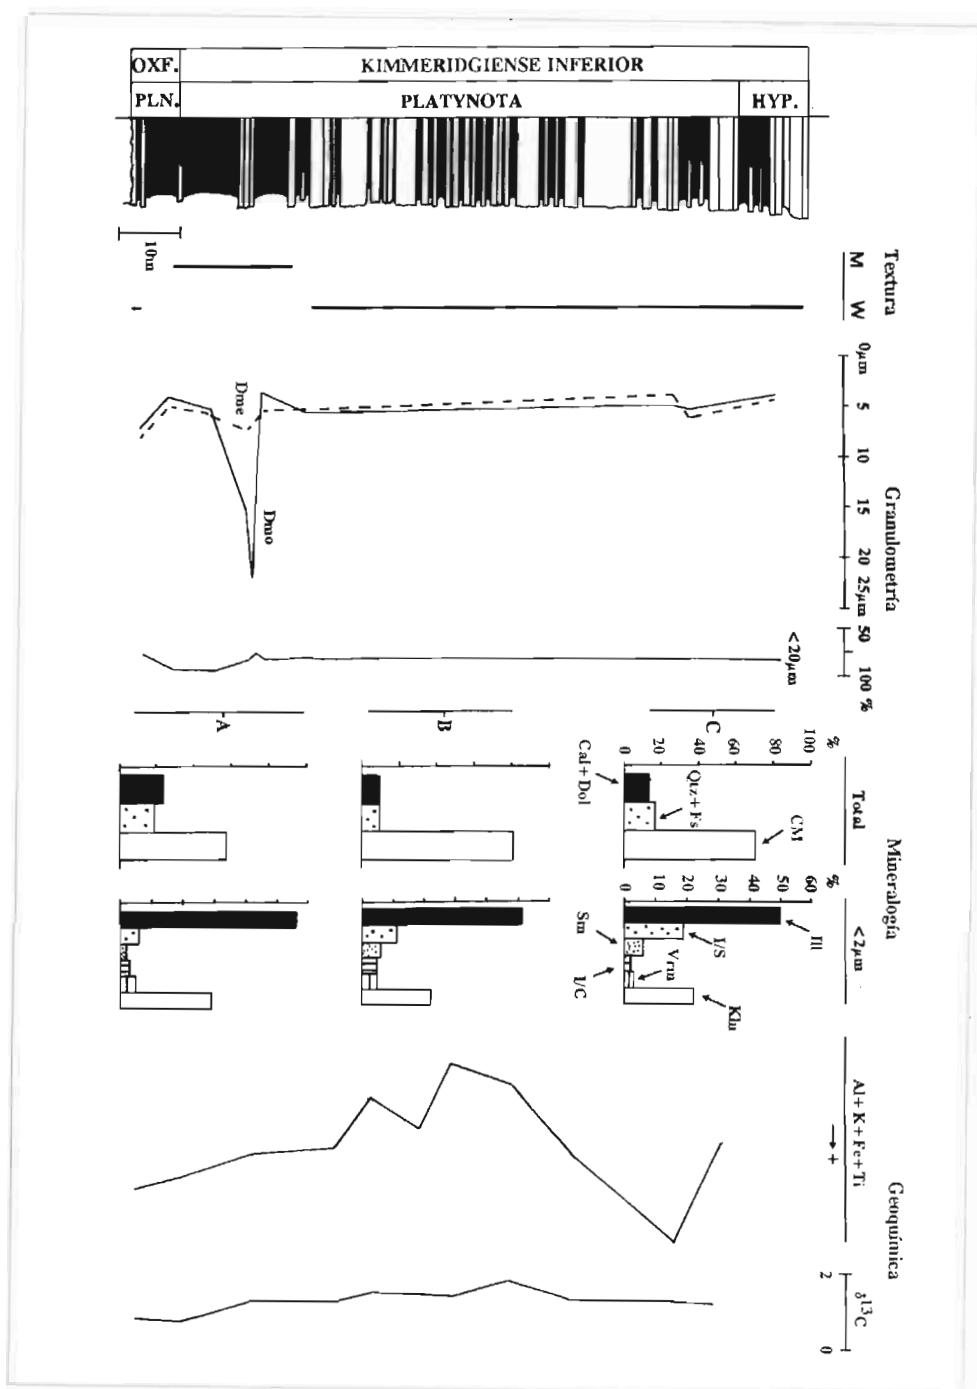 OXF.
KIMMERIDGIENSE INFERIOR
PLN.
PLATYNOTA
HYP.
10m
Textura
M
W
Granulometría
0μm
5
10
15
20
25μm
Dme
Dmo
50
100 %
<20μm
A
B
C
Mineralogía
Total
%
0
20
40
60
80
100
Cal+Dol
Qtz+Fs
CM
<2μm
%
0
10
20
30
40
50
60
Ill
I/S
Sm
I/C
Vrm
Kln
Geoquímica
Al+K+Fe+Ti
→ +
δ13C
2
0